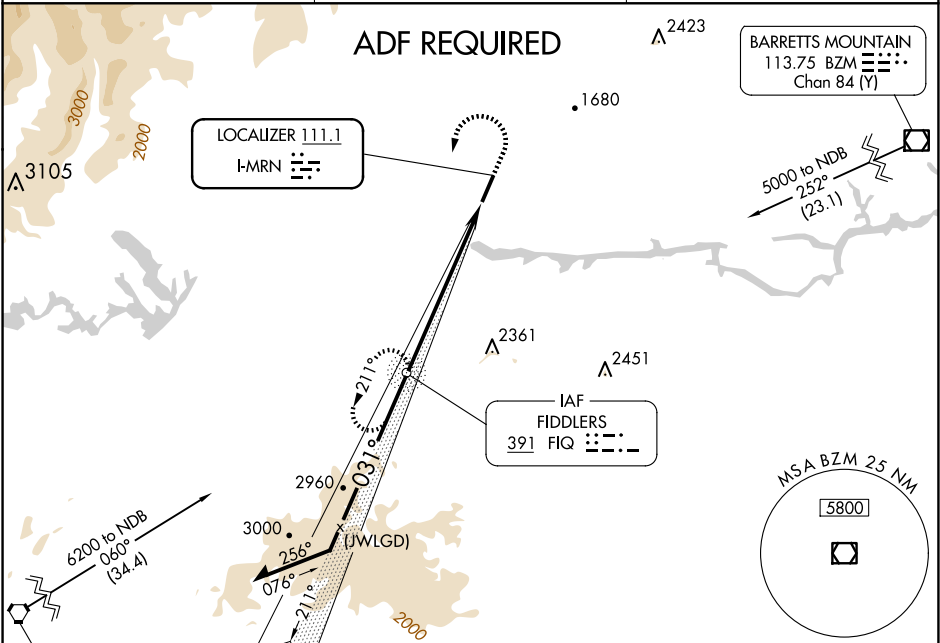 ADF REQUIRED
2423
BARRETTS MOUNTAIN
113.75 BZM
Chan 84 (Y)
3000
2000
1680
LOCALIZER 111.1
I-MRN
3105
5000 to NDB
252°
(23.1)
2361
2451
211°
IAF
FIDDLERS
391 FIQ
031°
2960
3000
(JWLGD)
256°
076°
211°
2000
6200 to NDB
060°
(34.4)
MSA BZM 25 NM
5800